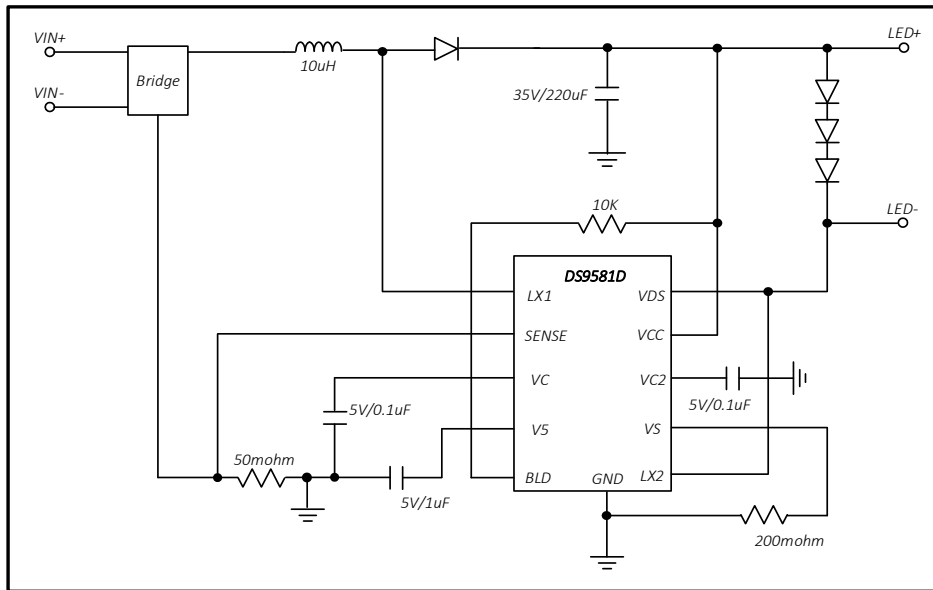 VIN+
LED+
Bridge
10uH
VIN-
35V/220uF
10K
LED-
DS9581D
LX1
VDS
SENSE
VCC
VC
VC2
5V/0.1uF
5V/0.1uF
V5
VS
50mohm
BLD
GND
LX2
5V/1uF
200mohm